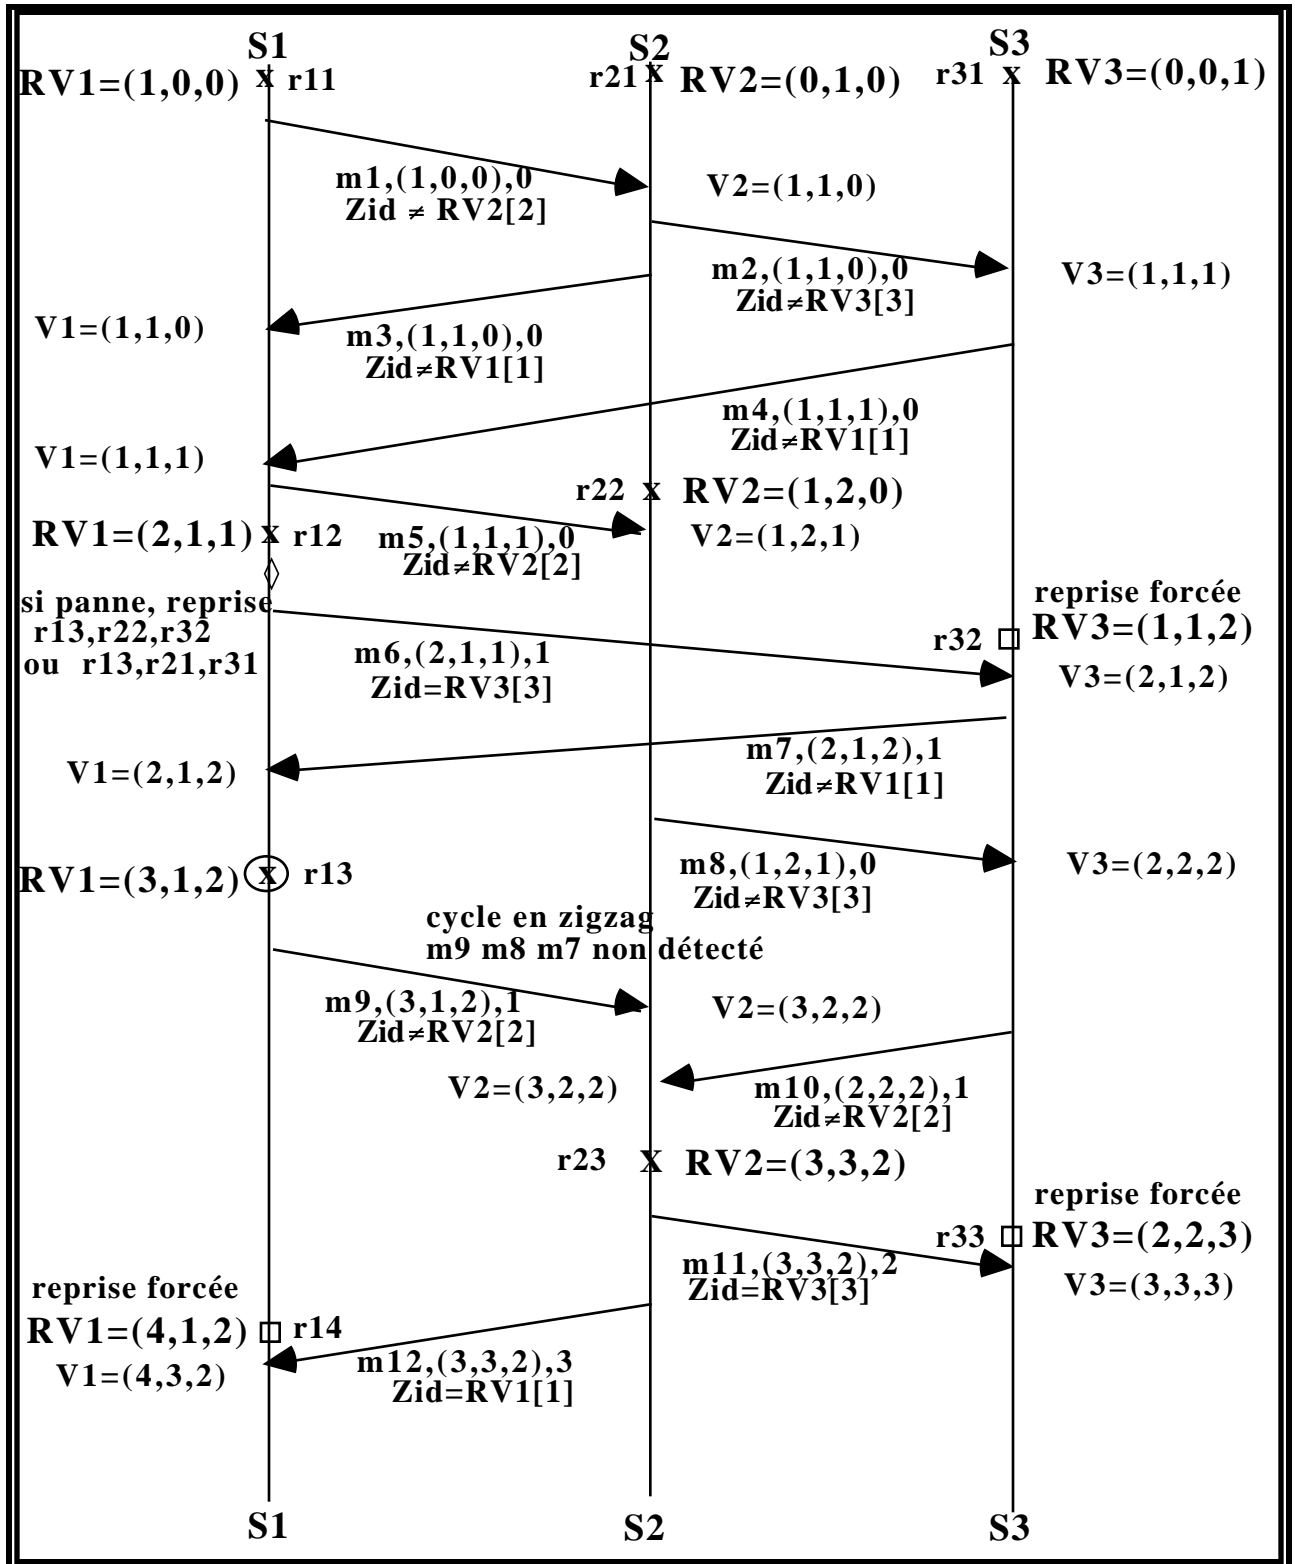 S1
S2
S3
RV1=(1,0,0) x r11
r21 x RV2=(0,1,0)
r31 x RV3=(0,0,1)
m1,(1,0,0),0
Zid ≠ RV2[2]
V2=(1,1,0)
m2,(1,1,0),0
Zid≠RV3[3]
V3=(1,1,1)
V1=(1,1,0)
m3,(1,1,0),0
Zid≠RV1[1]
m4,(1,1,1),0
Zid≠RV1[1]
V1=(1,1,1)
r22 x RV2=(1,2,0)
RV1=(2,1,1) x r12
m5,(1,1,1),0
Zid≠RV2[2]
V2=(1,2,1)
si panne, reprise
r13,r22,r32
ou r13,r21,r31
reprise forcée
r32 RV3=(1,1,2)
m6,(2,1,1),1
Zid=RV3[3]
V3=(2,1,2)
m7,(2,1,2),1
Zid≠RV1[1]
V1=(2,1,2)
m8,(1,2,1),0
Zid≠RV3[3]
V3=(2,2,2)
RV1=(3,1,2) x r13
cycle en zigzag
m9 m8 m7 non détecté
m9,(3,1,2),1
Zid≠RV2[2]
V2=(3,2,2)
V2=(3,2,2)
m10,(2,2,2),1
Zid≠RV2[2]
r23 x RV2=(3,3,2)
reprise forcée
r33 RV3=(2,2,3)
m11,(3,3,2),2
Zid=RV3[3]
V3=(3,3,3)
reprise forcée
RV1=(4,1,2) r14
V1=(4,3,2)
m12,(3,3,2),3
Zid=RV1[1]
S1
S2
S3